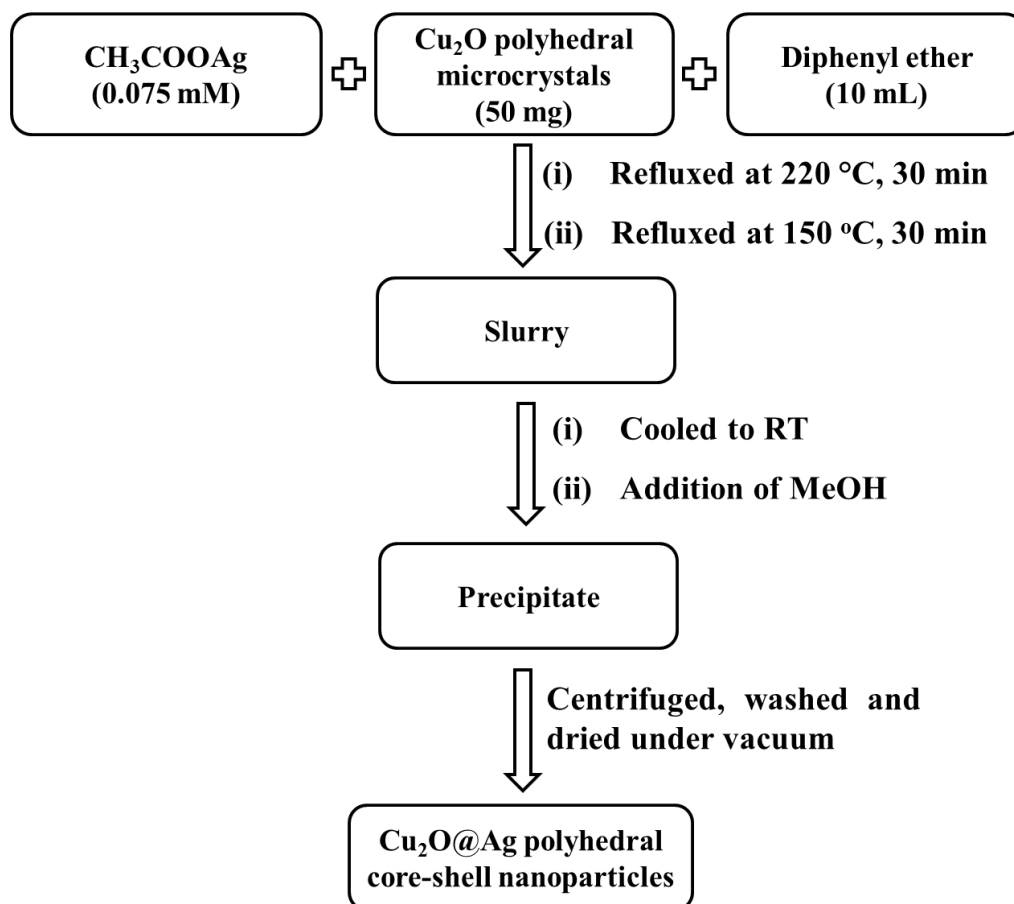 CH₃COOAg
(0.075 mM)
Cu₂O polyhedral
microcrystals
(50 mg)
Diphenyl ether
(10 mL)
(i) Refluxed at 220 °C, 30 min
(ii) Refluxed at 150 ºC, 30 min
Slurry
(i) Cooled to RT
(ii) Addition of MeOH
Precipitate
Centrifuged, washed and
dried under vacuum
Cu₂O@Ag polyhedral
core-shell nanoparticles